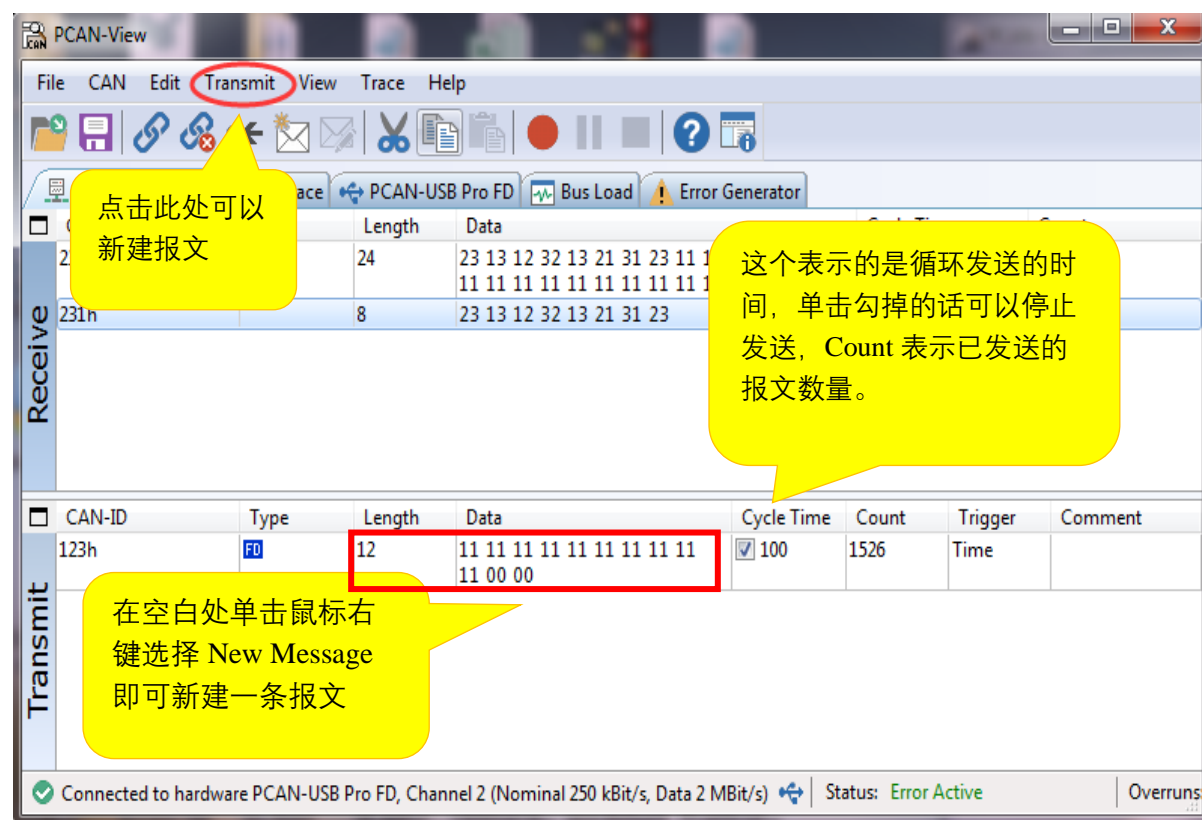 PCAN-View
File CAN Edit Transmit View Trace Help
PCAN-USB Pro FD Bus Load Error Generator
点击此处可以
新建报文
Length Data
24 23 13 12 32 13 21 31 23 11
11 11 11 11 11 11 11 11 11
231h 8 23 13 12 32 13 21 31 23
这个表示的是循环发送的时
间，单击勾掉的话可以停止
发送，Count 表示已发送的
报文数量。
Receive
CAN-ID Type Length Data Cycle Time Count Trigger Comment
123h FD 12 11 11 11 11 11 11 11 11 11 100 1526 Time
11 00 00
在空白处单击鼠标右
键选择 New Message
即可新建一条报文
Transmit
Connected to hardware PCAN-USB Pro FD, Channel 2 (Nominal 250 kBit/s, Data 2 MBit/s) Status: Error Active Overruns